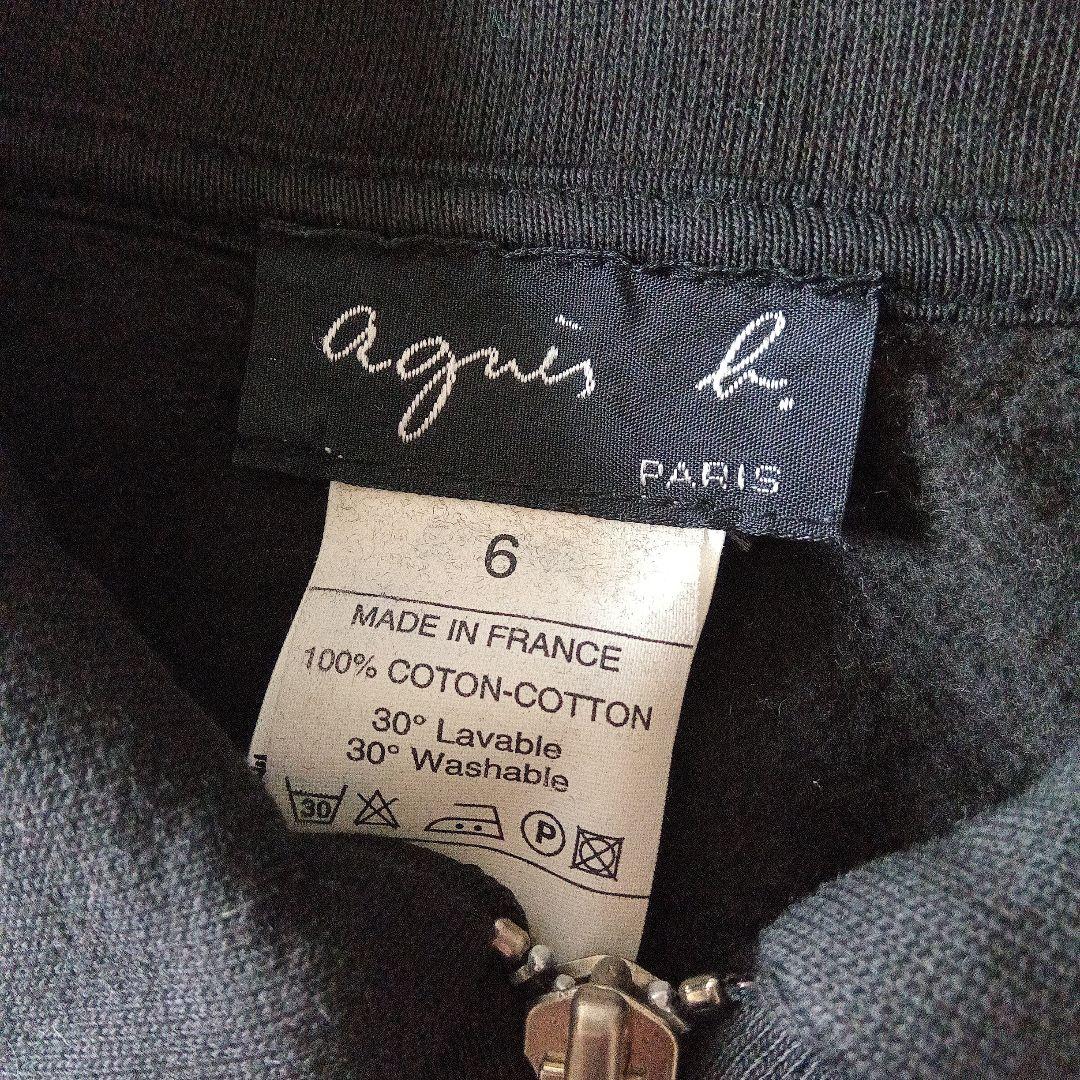 agnès b.
PARIS
6
MADE IN FRANCE
100% COTON-COTTON
30° Lavable
30° Washable
30
P